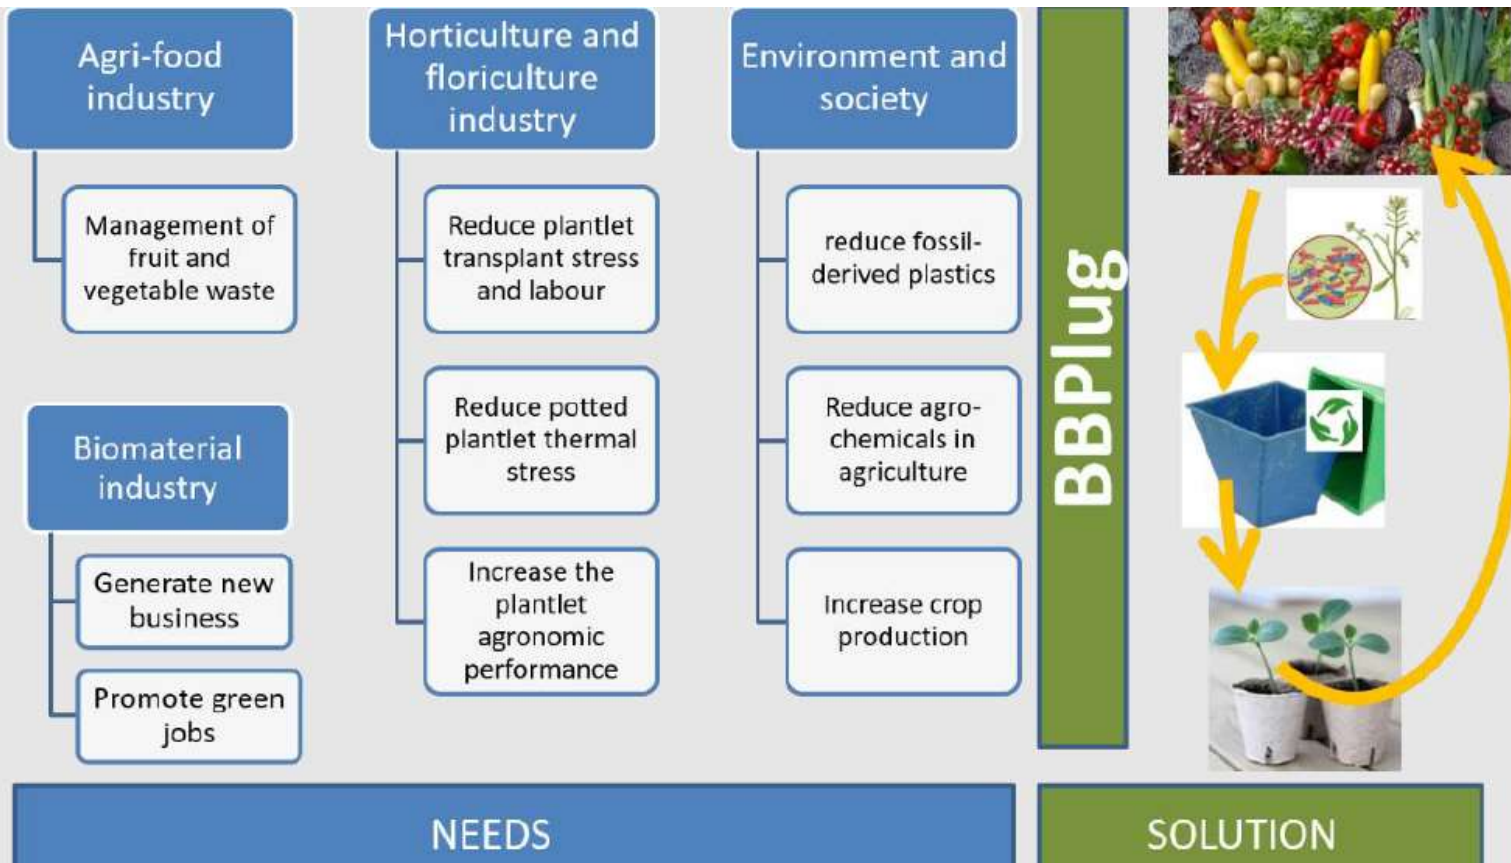 Agri-food
industry
Management of
fruit and
vegetable waste
Biomaterial
industry
Generate new
business
Promote green
jobs
Horticulture and
floriculture
industry
Reduce plantlet
transplant stress
and labour
Reduce potted
plantlet thermal
stress
Increase the
plantlet
agronomic
performance
Environment and
society
reduce fossil-
derived plastics
Reduce agro-
chemicals in
agriculture
Increase crop
production
BBPlug
NEEDS
SOLUTION